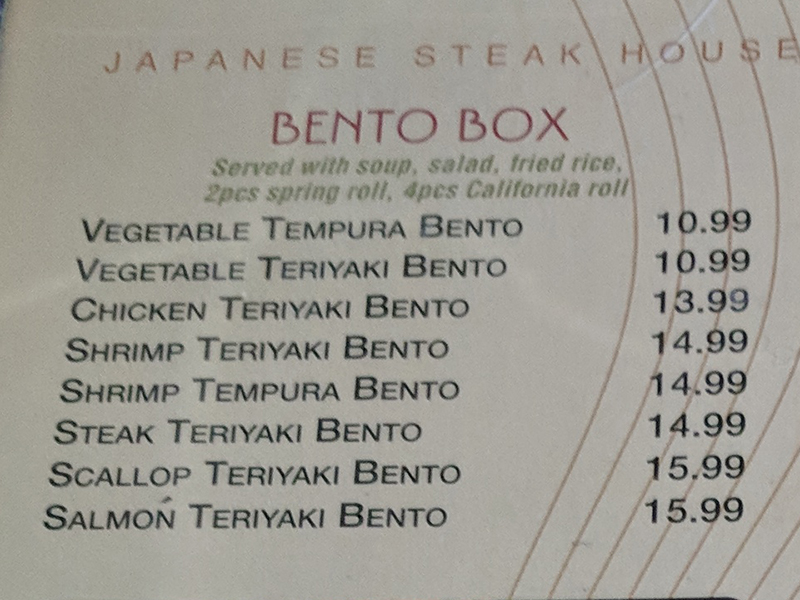 JAPANESE STEAK HOUSE
BENTO BOX
Served with soup, salad, fried rice,
2pcs spring roll, 4pcs California roll
VEGETABLE TEMPURA BENTO 10.99
VEGETABLE TERIYAKI BENTO 10.99
CHICKEN TERIYAKI BENTO 13.99
SHRIMP TERIYAKI BENTO 14.99
SHRIMP TEMPURA BENTO 14.99
STEAK TERIYAKI BENTO 14.99
SCALLOP TERIYAKI BENTO 15.99
SALMON TERIYAKI BENTO 15.99